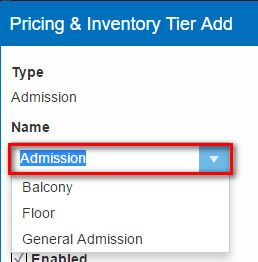 Pricing & Inventory Tier Add
Type
Admission
Name
Admission
Balcony
Floor
General Admission
Enabled